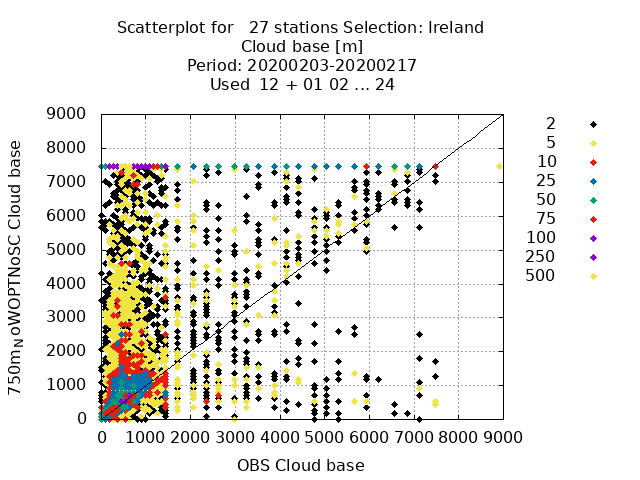 Scatterplot for   27 stations Selection: Ireland
Cloud base [m]
Period: 20200203-20200217
Used 12 + 01 02 ... 24
9000
8000
7000
6000
5000
4000
3000
2000
1000
0
750m_NoWOPTNoSC Cloud base
0 1000 2000 3000 4000 5000 6000 7000 8000 9000
OBS Cloud base
2
5
10
25
50
75
100
250
500